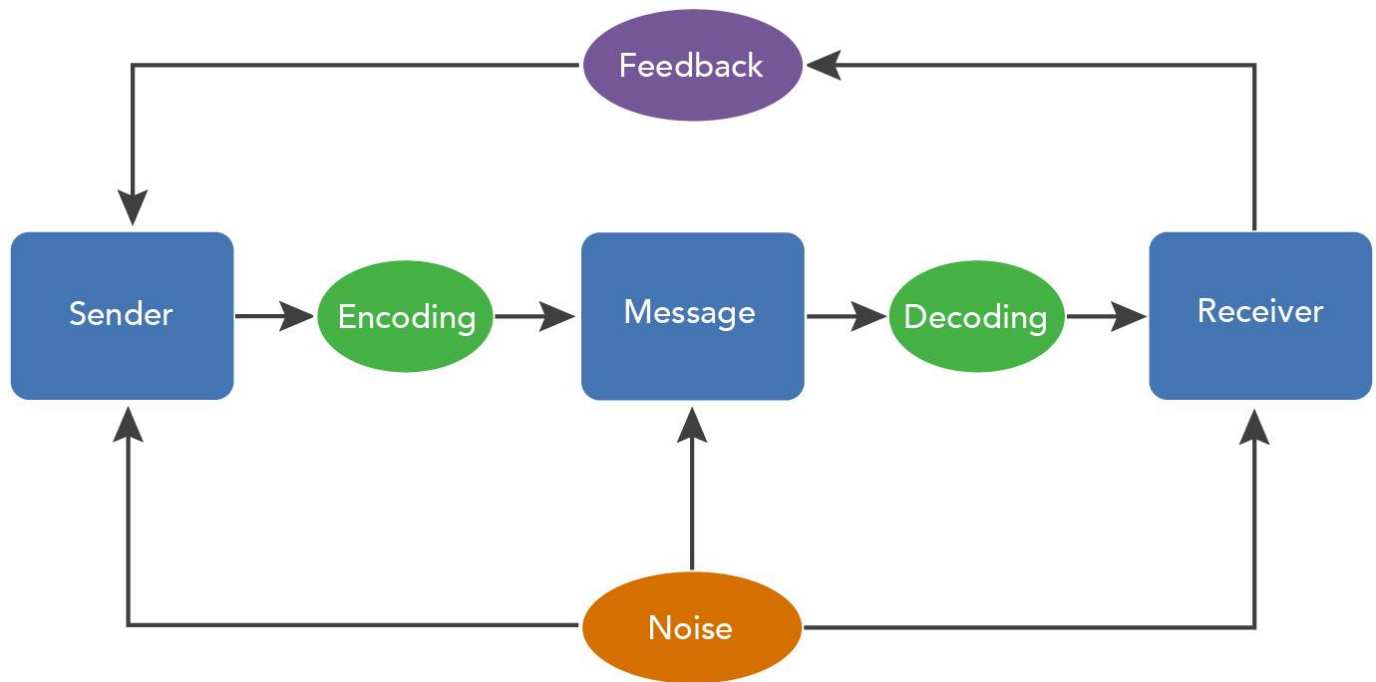 Feedback
Sender
Encoding
Message
Decoding
Receiver
Noise